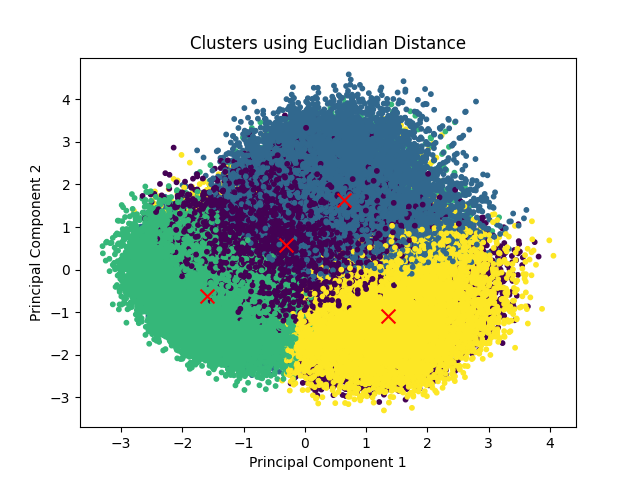 Clusters using Euclidian Distance
4
3
2
1
0
−1
−2
−3
Principal Component 2
−3 −2 −1 0 1 2 3 4
Principal Component 1